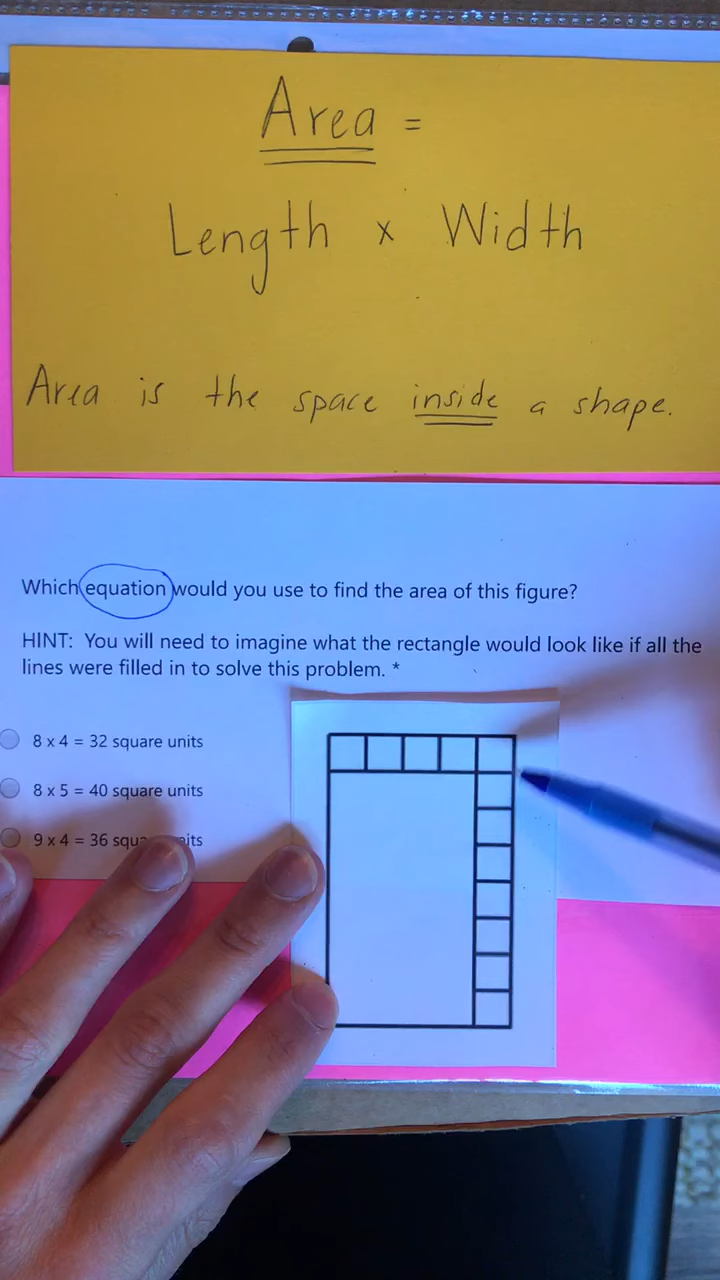 Area =
Length x Width
Area is the space inside a shape.
Which equation would you use to find the area of this figure?
HINT: You will need to imagine what the rectangle would look like if all the
lines were filled in to solve this problem. *
8 x 4 = 32 square units
8 x 5 = 40 square units
9 x 4 = 36